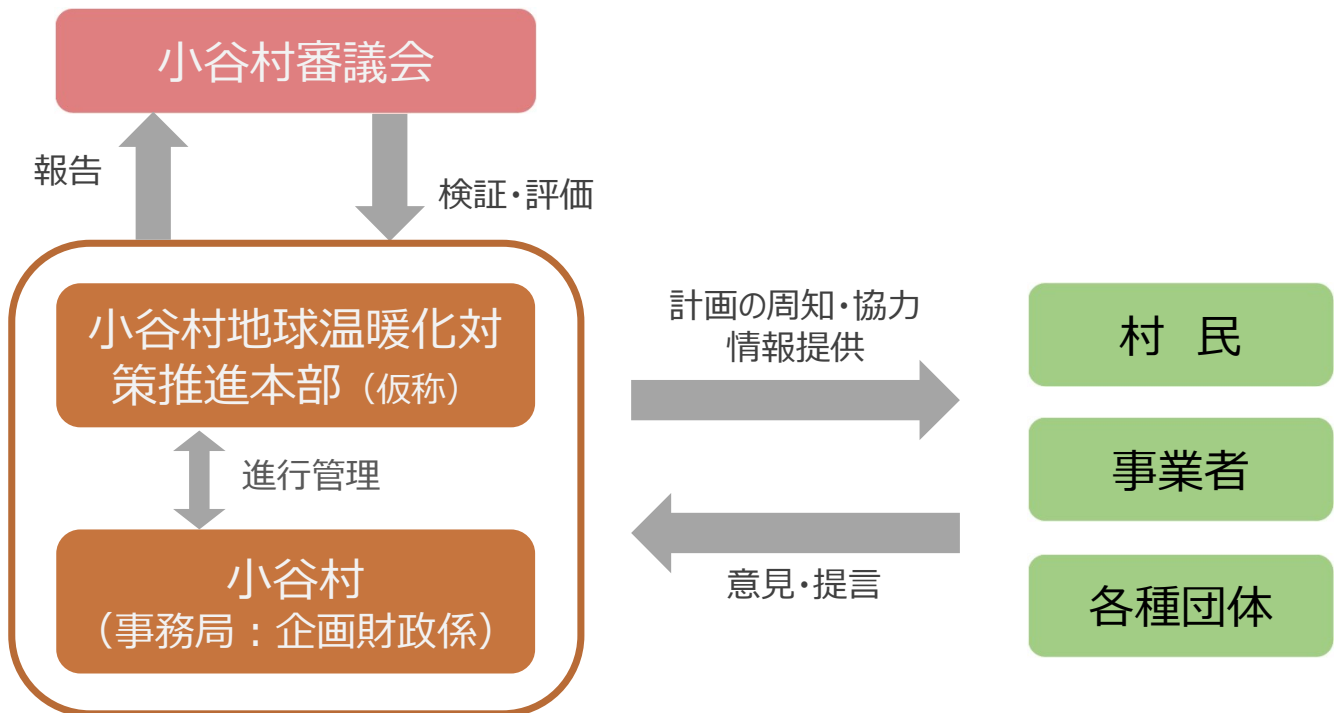 小谷村審議会
報告
検証・評価
小谷村地球温暖化対
策推進本部（仮称）
進行管理
小谷村
（事務局：企画財政係）
計画の周知・協力
情報提供
意見・提言
村 民
事業者
各種団体